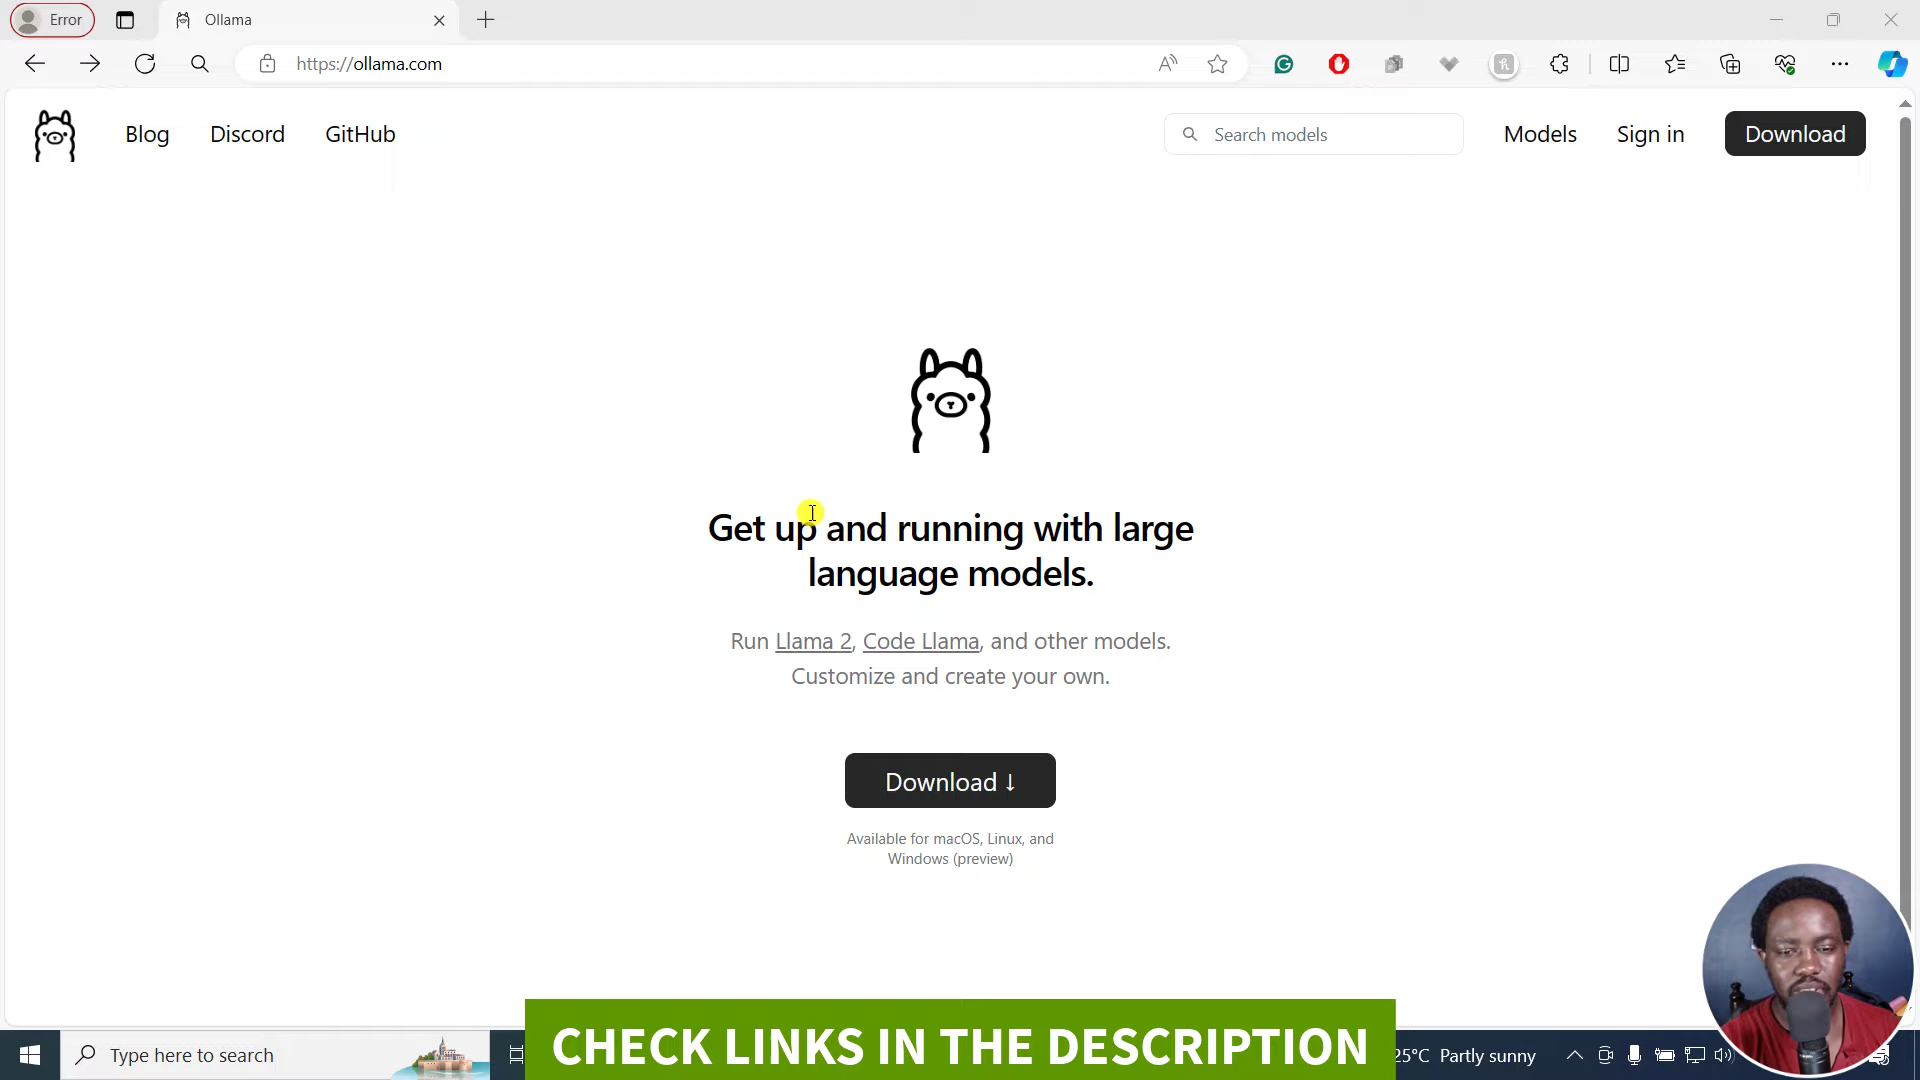 Error
Ollama
https://ollama.com
Blog
Discord
GitHub
Search models
Models
Sign in
Download
Get up and running with large
language models.
Run Llama 2, Code Llama, and other models.
Customize and create your own.
Download ↓
Available for macOS, Linux, and
Windows (preview)
Type here to search
CHECK LINKS IN THE DESCRIPTION
25°C Partly sunny